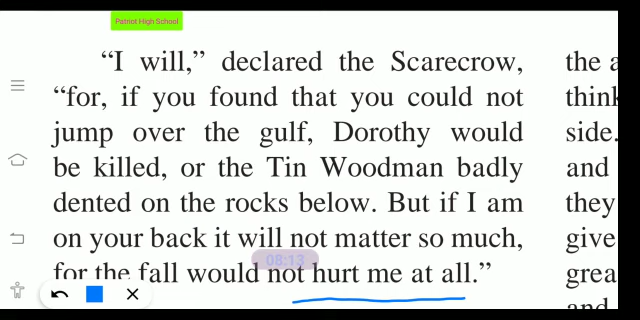 Patriot High School
“I will,” declared the Scarecrow,
“for, if you found that you could not
jump over the gulf, Dorothy would
be killed, or the Tin Woodman badly
dented on the rocks below. But if I am
on your back it will not matter so much,
for the fall would not hurt me at all.”
08:13
the
think
side.
and
they
give
and